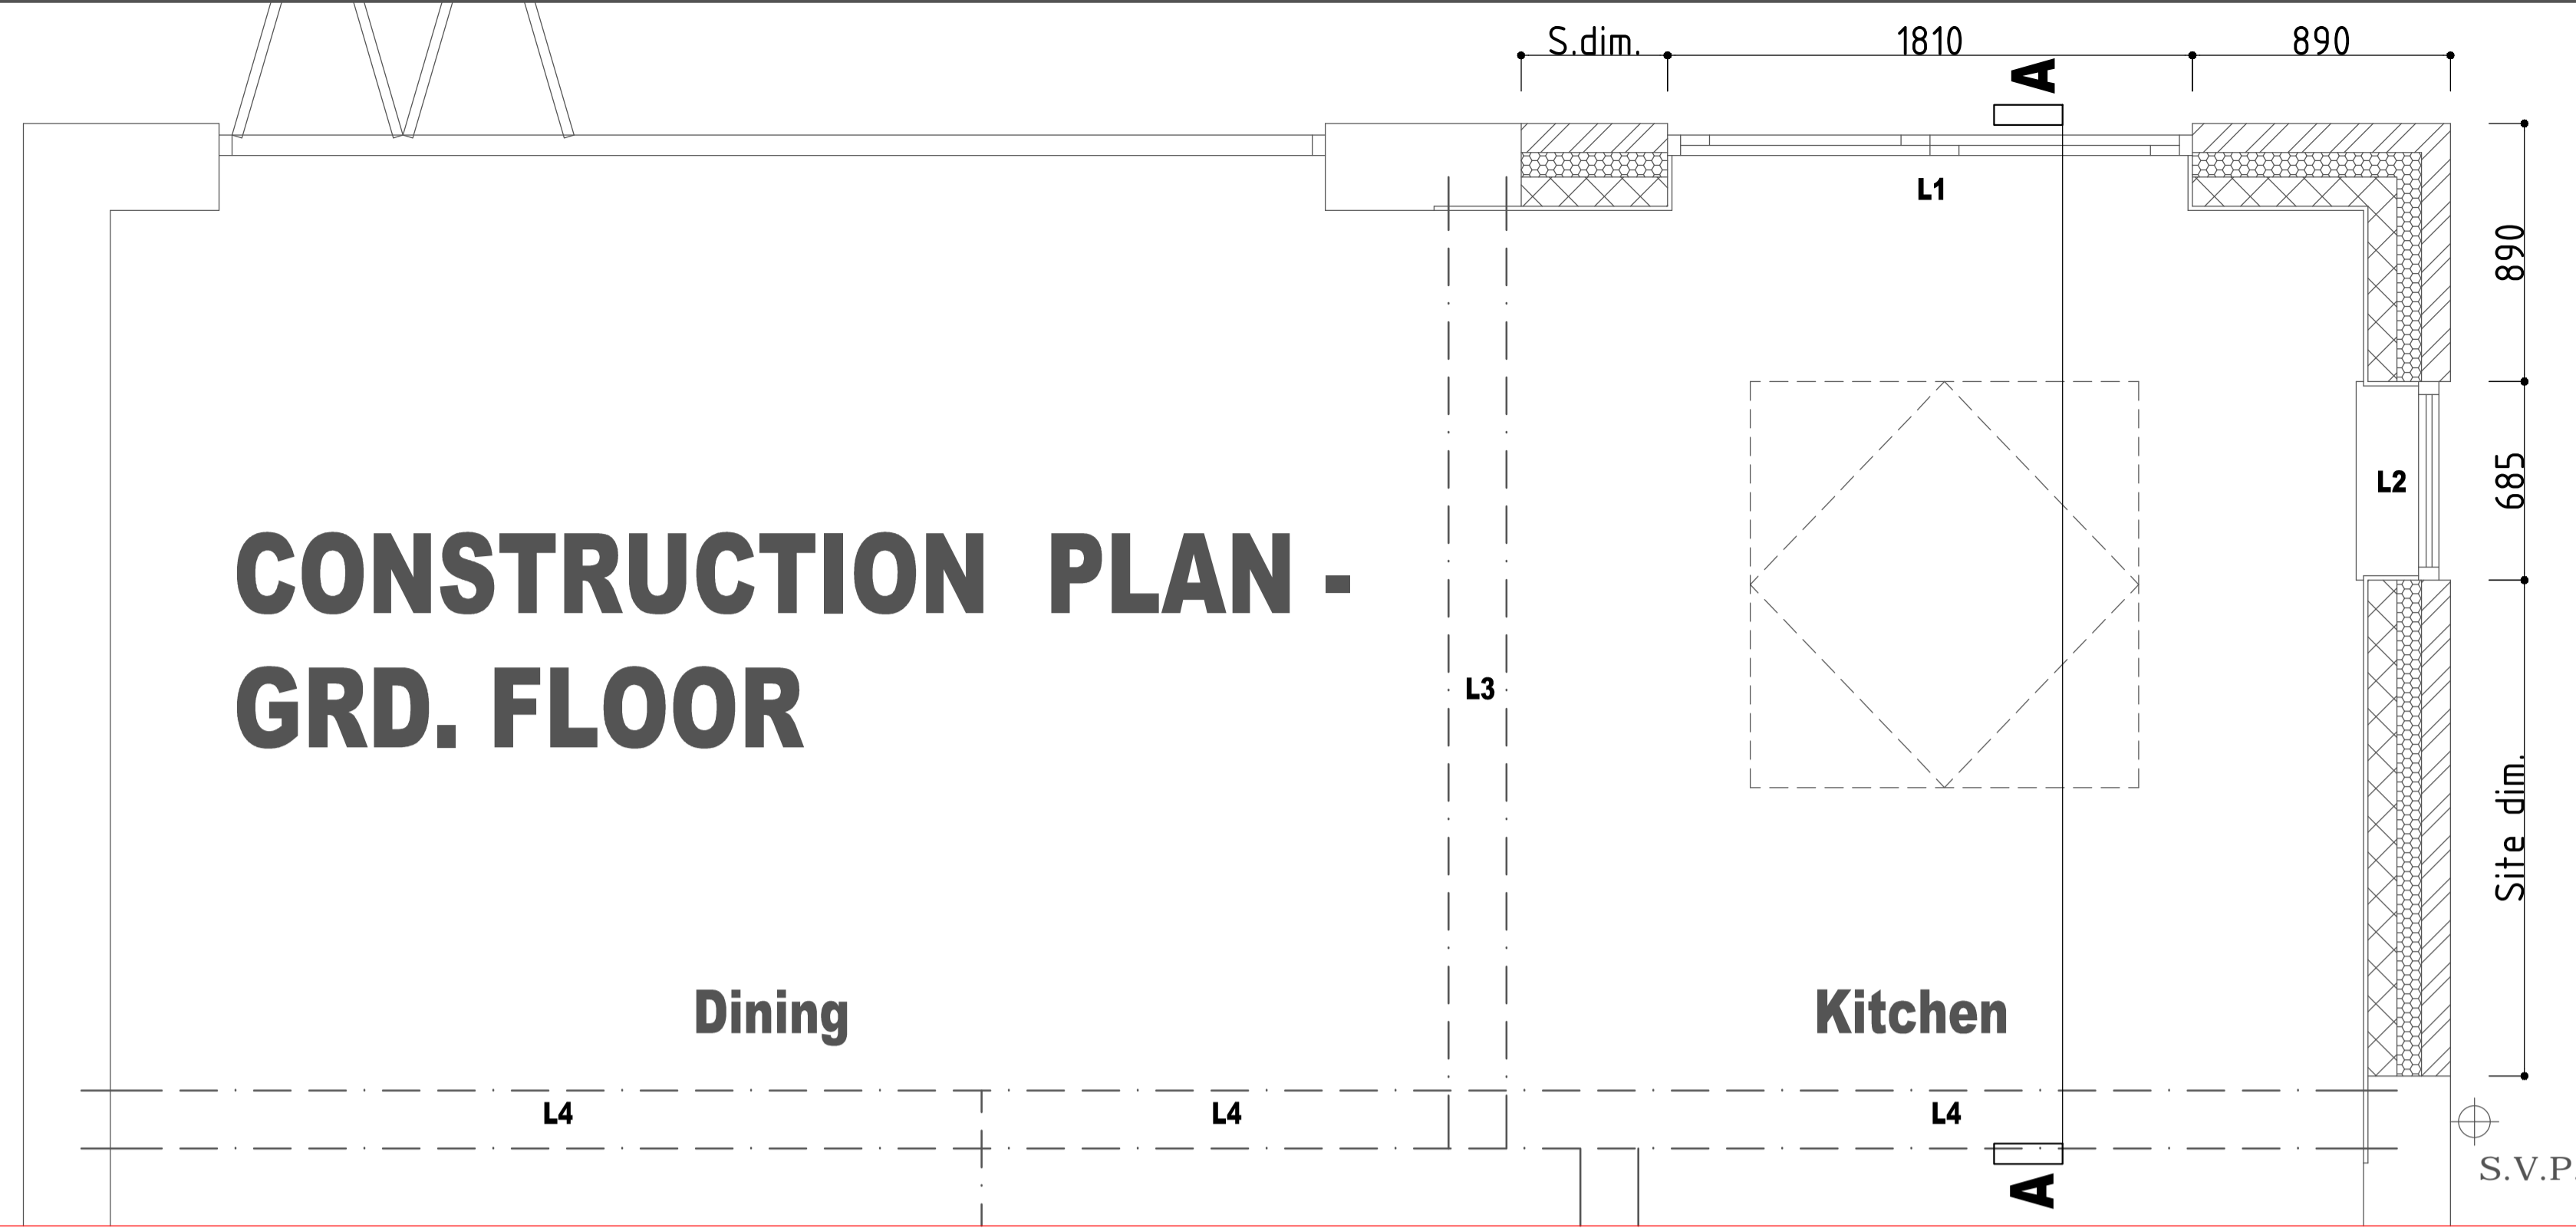 S.dim.
1810
890
A
L1
890
L2
685
CONSTRUCTION PLAN -
GRD. FLOOR
L3
Site dim.
Dining
Kitchen
L4
L4
L4
S.V.P.
A